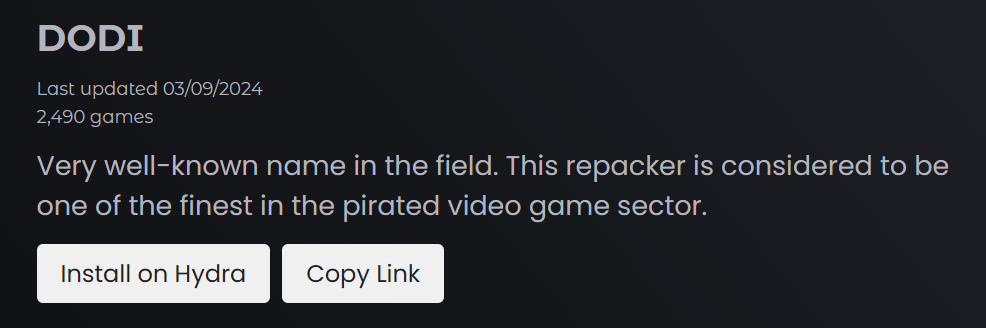 DODI
Last updated 03/09/2024
2,490 games
Very well-known name in the field. This repacker is considered to be
one of the finest in the pirated video game sector.
Install on Hydra
Copy Link